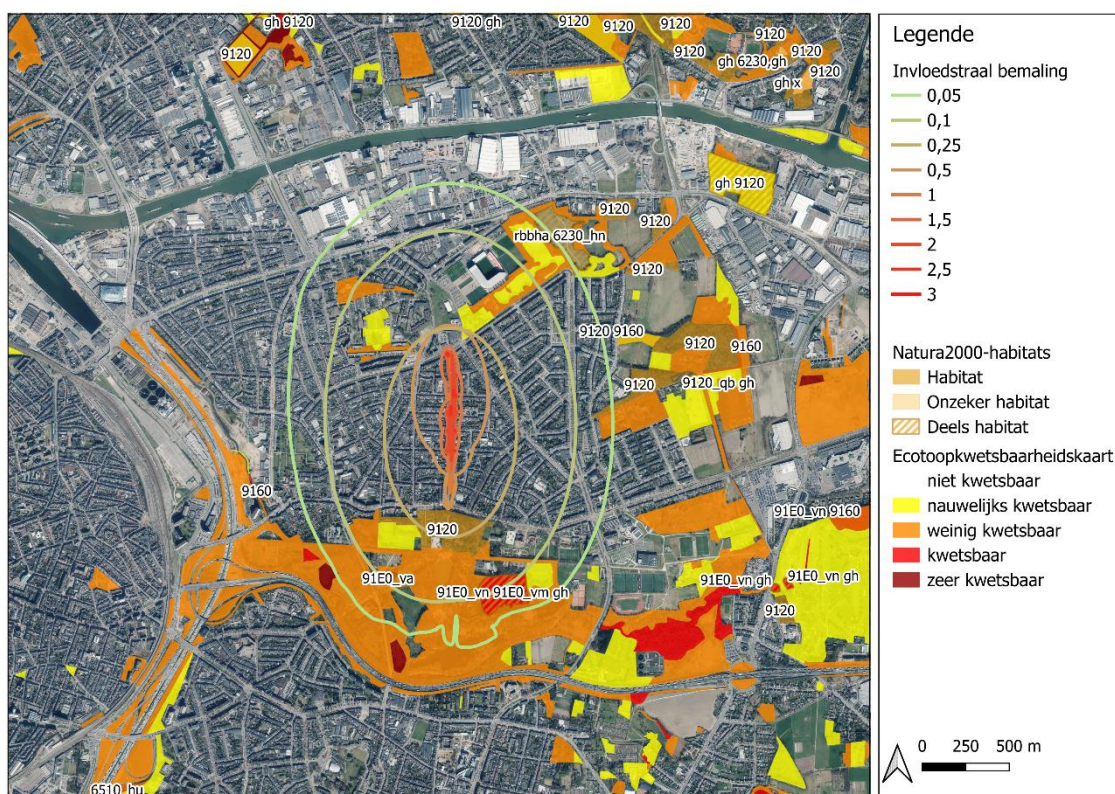 gh 9120
9120 gh
9120
9120
9120
9120
9120
9120
gh 6230,gh
9120
gh x
gh 9120
9120
9120
rbbha 6230_hn
9120
9120 9160
9120
9160
9120
9120_qb gh
9160
9120
91E0_vn 9160
91E0_va
91E0_vn 91E0_vm gh
91E0_vn gh
91E0_vn gh
9120
6510_hu
Legende
Invloedstraal bemaling
0,05
0,1
0,25
0,5
1
1,5
2
2,5
3
Natura2000-habitats
Habitat
Onzeker habitat
Deels habitat
Ecotoopkwetsbaarheidskaart
niet kwetsbaar
nauwelijks kwetsbaar
weinig kwetsbaar
kwetsbaar
zeer kwetsbaar
0 250 500 m